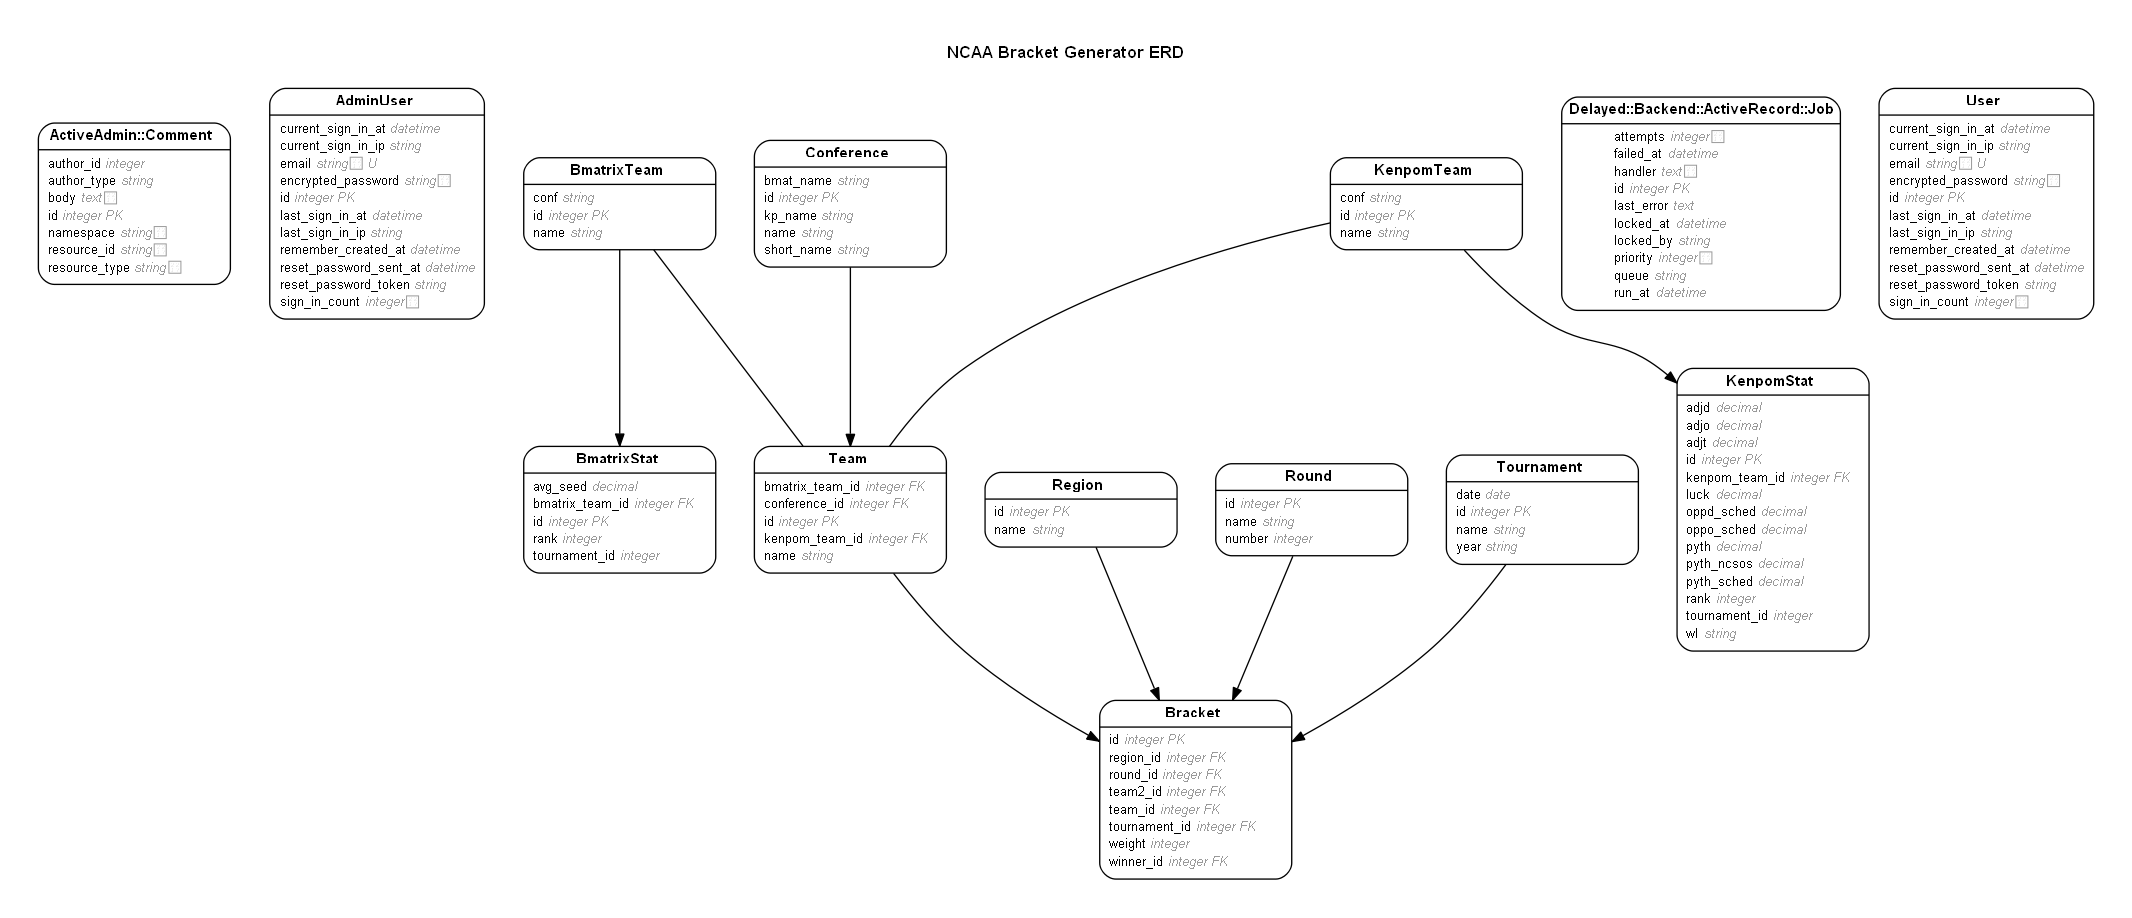 NCAA Bracket Generator ERD
ActiveAdmin::Comment
author_id integer
author_type string
body text
id integer PK
namespace string
resource_id string
resource_type string
AdminUser
current_sign_in_at datetime
current_sign_in_ip string
email string U
encrypted_password string
id integer PK
last_sign_in_at datetime
last_sign_in_ip string
remember_created_at datetime
reset_password_sent_at datetime
reset_password_token string
sign_in_count integer
BmatrixTeam
conf string
id integer PK
name string
Conference
bmat_name string
id integer PK
kp_name string
name string
short_name string
KenpomTeam
conf string
id integer PK
name string
Delayed::Backend::ActiveRecord::Job
attempts integer
failed_at datetime
handler text
id integer PK
last_error text
locked_at datetime
locked_by string
priority integer
queue string
run_at datetime
User
current_sign_in_at datetime
current_sign_in_ip string
email string U
encrypted_password string
id integer PK
last_sign_in_at datetime
last_sign_in_ip string
remember_created_at datetime
reset_password_sent_at datetime
reset_password_token string
sign_in_count integer
BmatrixStat
avg_seed decimal
bmatrix_team_id integer FK
id integer PK
rank integer
tournament_id integer
Team
bmatrix_team_id integer FK
conference_id integer FK
id integer PK
kenpom_team_id integer FK
name string
Region
id integer PK
name string
Round
id integer PK
name string
number integer
Tournament
date date
id integer PK
name string
year string
KenpomStat
adjd decimal
adjo decimal
adjt decimal
id integer PK
kenpom_team_id integer FK
luck decimal
oppd_sched decimal
oppo_sched decimal
pyth decimal
pyth_ncsos decimal
pyth_sched decimal
rank integer
tournament_id integer
wl string
Bracket
id integer PK
region_id integer FK
round_id integer FK
team2_id integer FK
team_id integer FK
tournament_id integer FK
weight integer
winner_id integer FK